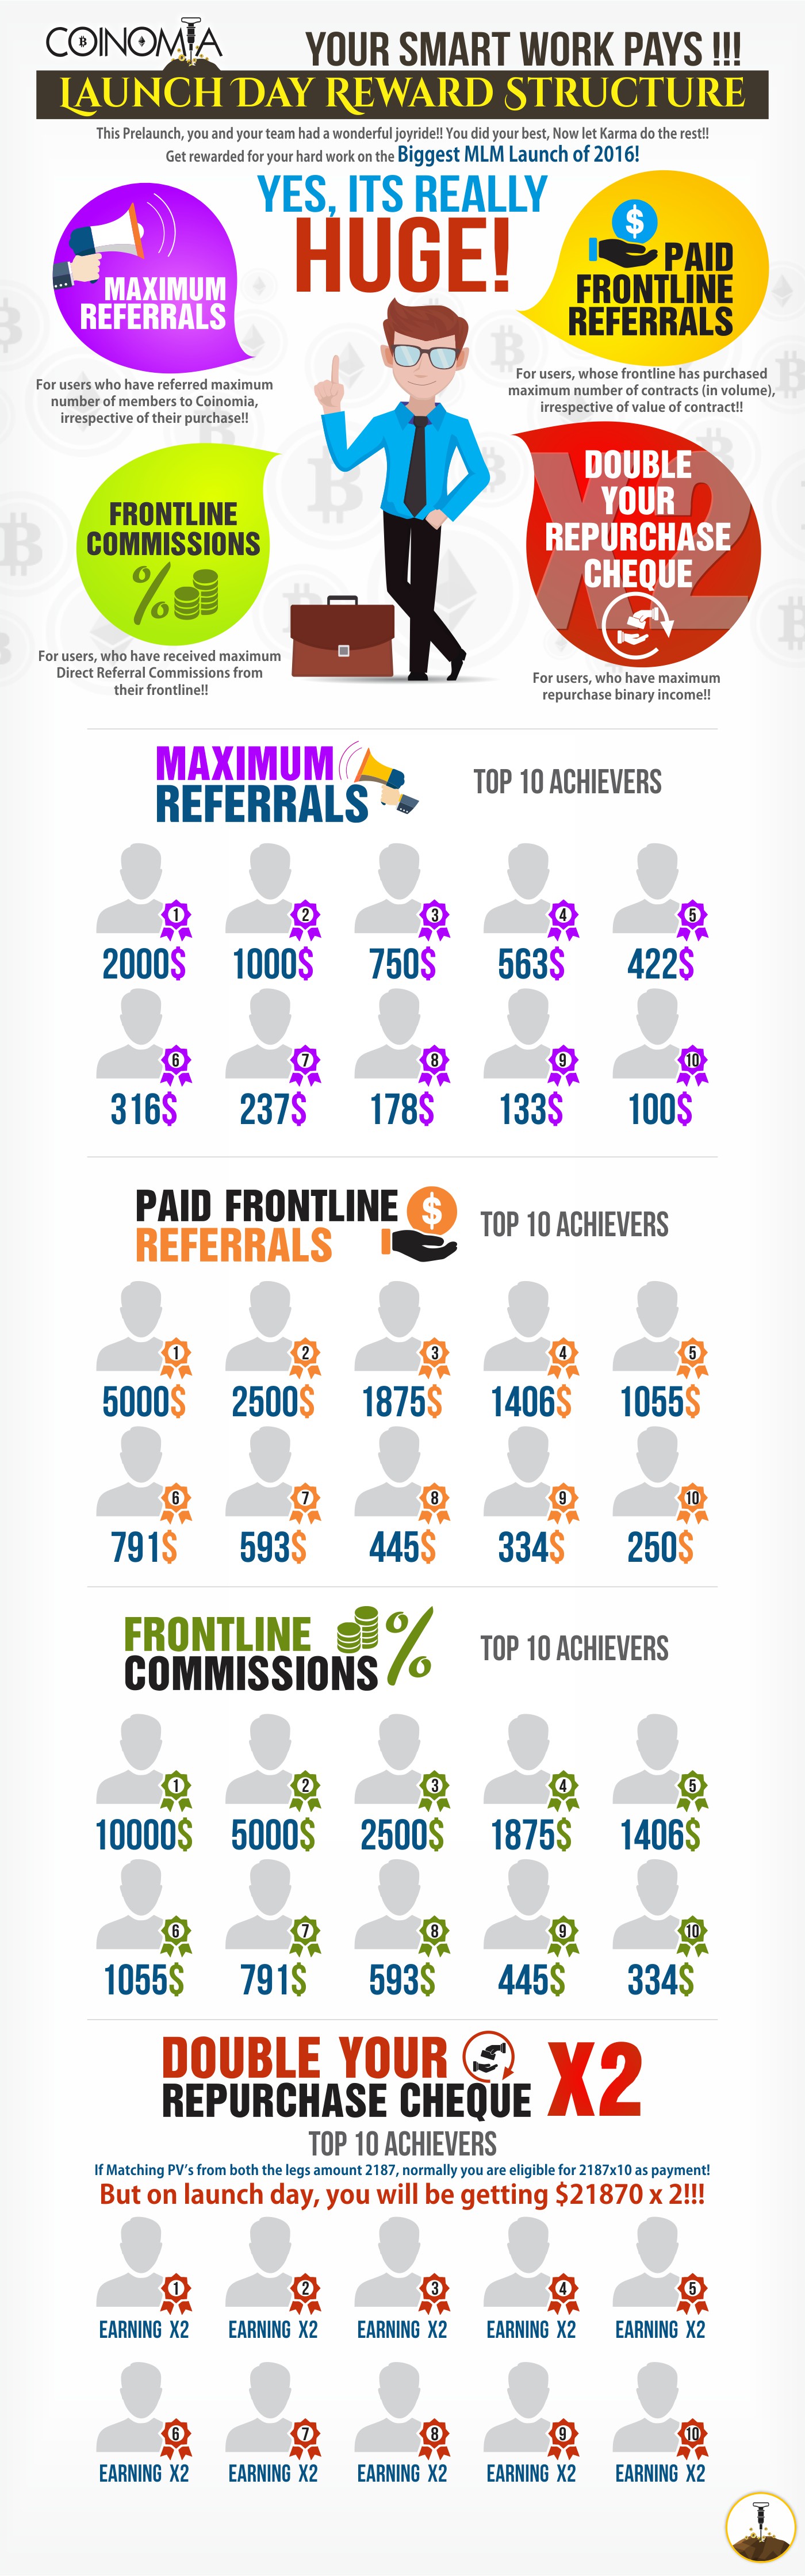 COINOMIA
YOUR SMART WORK PAYS !!!
LAUNCH DAY REWARD STRUCTURE
This Prelaunch, you and your team had a wonderful joyride!! You did your best, Now let Karma do the rest!!
Get rewarded for your hard work on the Biggest MLM Launch of 2016!
YES, ITS REALLY
HUGE!
MAXIMUM
REFERRALS
For users who have referred maximum
number of members to Coinomia,
irrespective of their purchase!!
$
PAID
FRONTLINE
REFERRALS
For users, whose frontline has purchased
maximum number of contracts (in volume),
irrespective of value of contract!!
FRONTLINE
COMMISSIONS
%
For users, who have received maximum
Direct Referral Commissions from
their frontline!!
X2
DOUBLE
YOUR
REPURCHASE
CHEQUE
For users, who have maximum
repurchase binary income!!
MAXIMUM
REFERRALS
TOP 10 ACHIEVERS
1 2 3 4 5
2000$ 1000$ 750$ 563$ 422$
6 7 8 9 10
316$ 237$ 178$ 133$ 100$
PAID FRONTLINE
REFERRALS
$
TOP 10 ACHIEVERS
1 2 3 4 5
5000$ 2500$ 1875$ 1406$ 1055$
6 7 8 9 10
791$ 593$ 445$ 334$ 250$
FRONTLINE
COMMISSIONS
%
TOP 10 ACHIEVERS
1 2 3 4 5
10000$ 5000$ 2500$ 1875$ 1406$
6 7 8 9 10
1055$ 791$ 593$ 445$ 334$
DOUBLE YOUR
REPURCHASE CHEQUE
X2
TOP 10 ACHIEVERS
If Matching PV's from both the legs amount 2187, normally you are eligible for 2187x10 as payment!
But on launch day, you will be getting $21870 x 2!!!
1 2 3 4 5
EARNING X2 EARNING X2 EARNING X2 EARNING X2 EARNING X2
6 7 8 9 10
EARNING X2 EARNING X2 EARNING X2 EARNING X2 EARNING X2